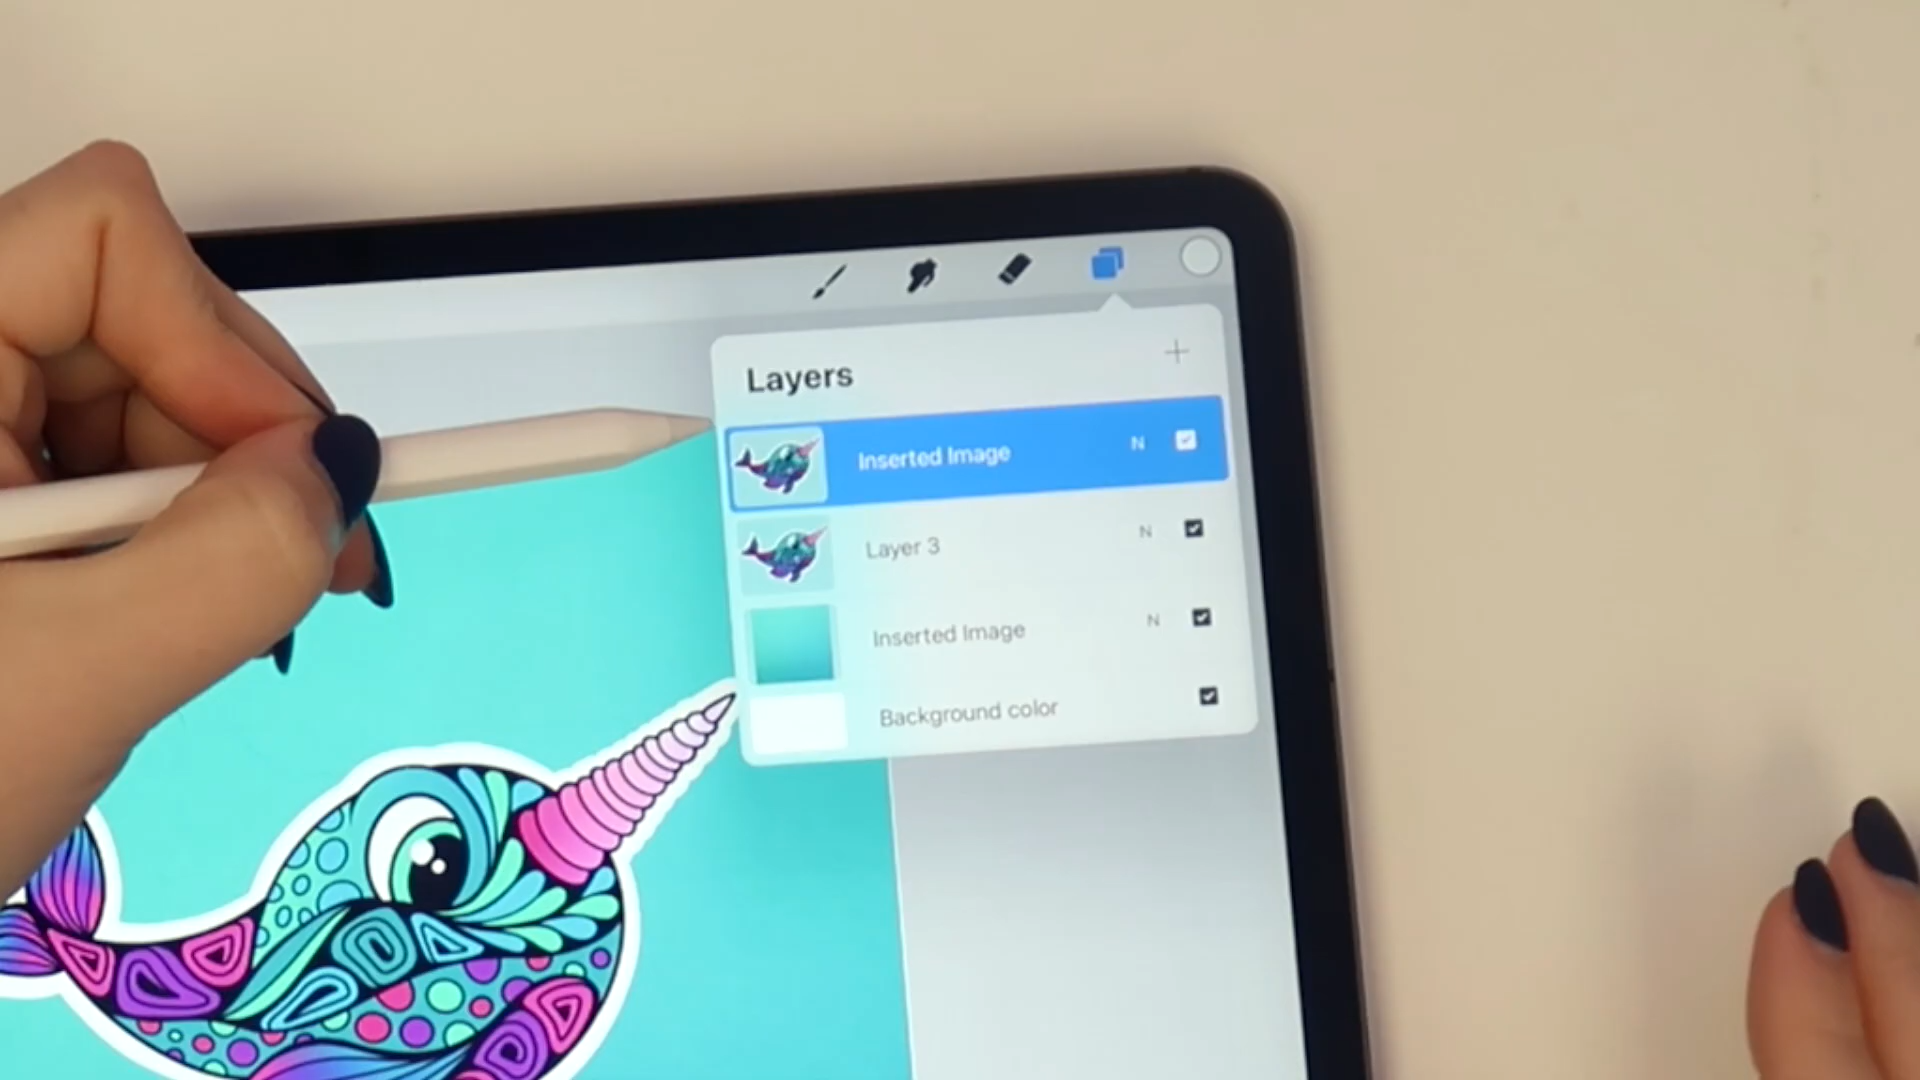 Layers
Inserted Image N
Layer 3 N
Inserted Image N
Background color